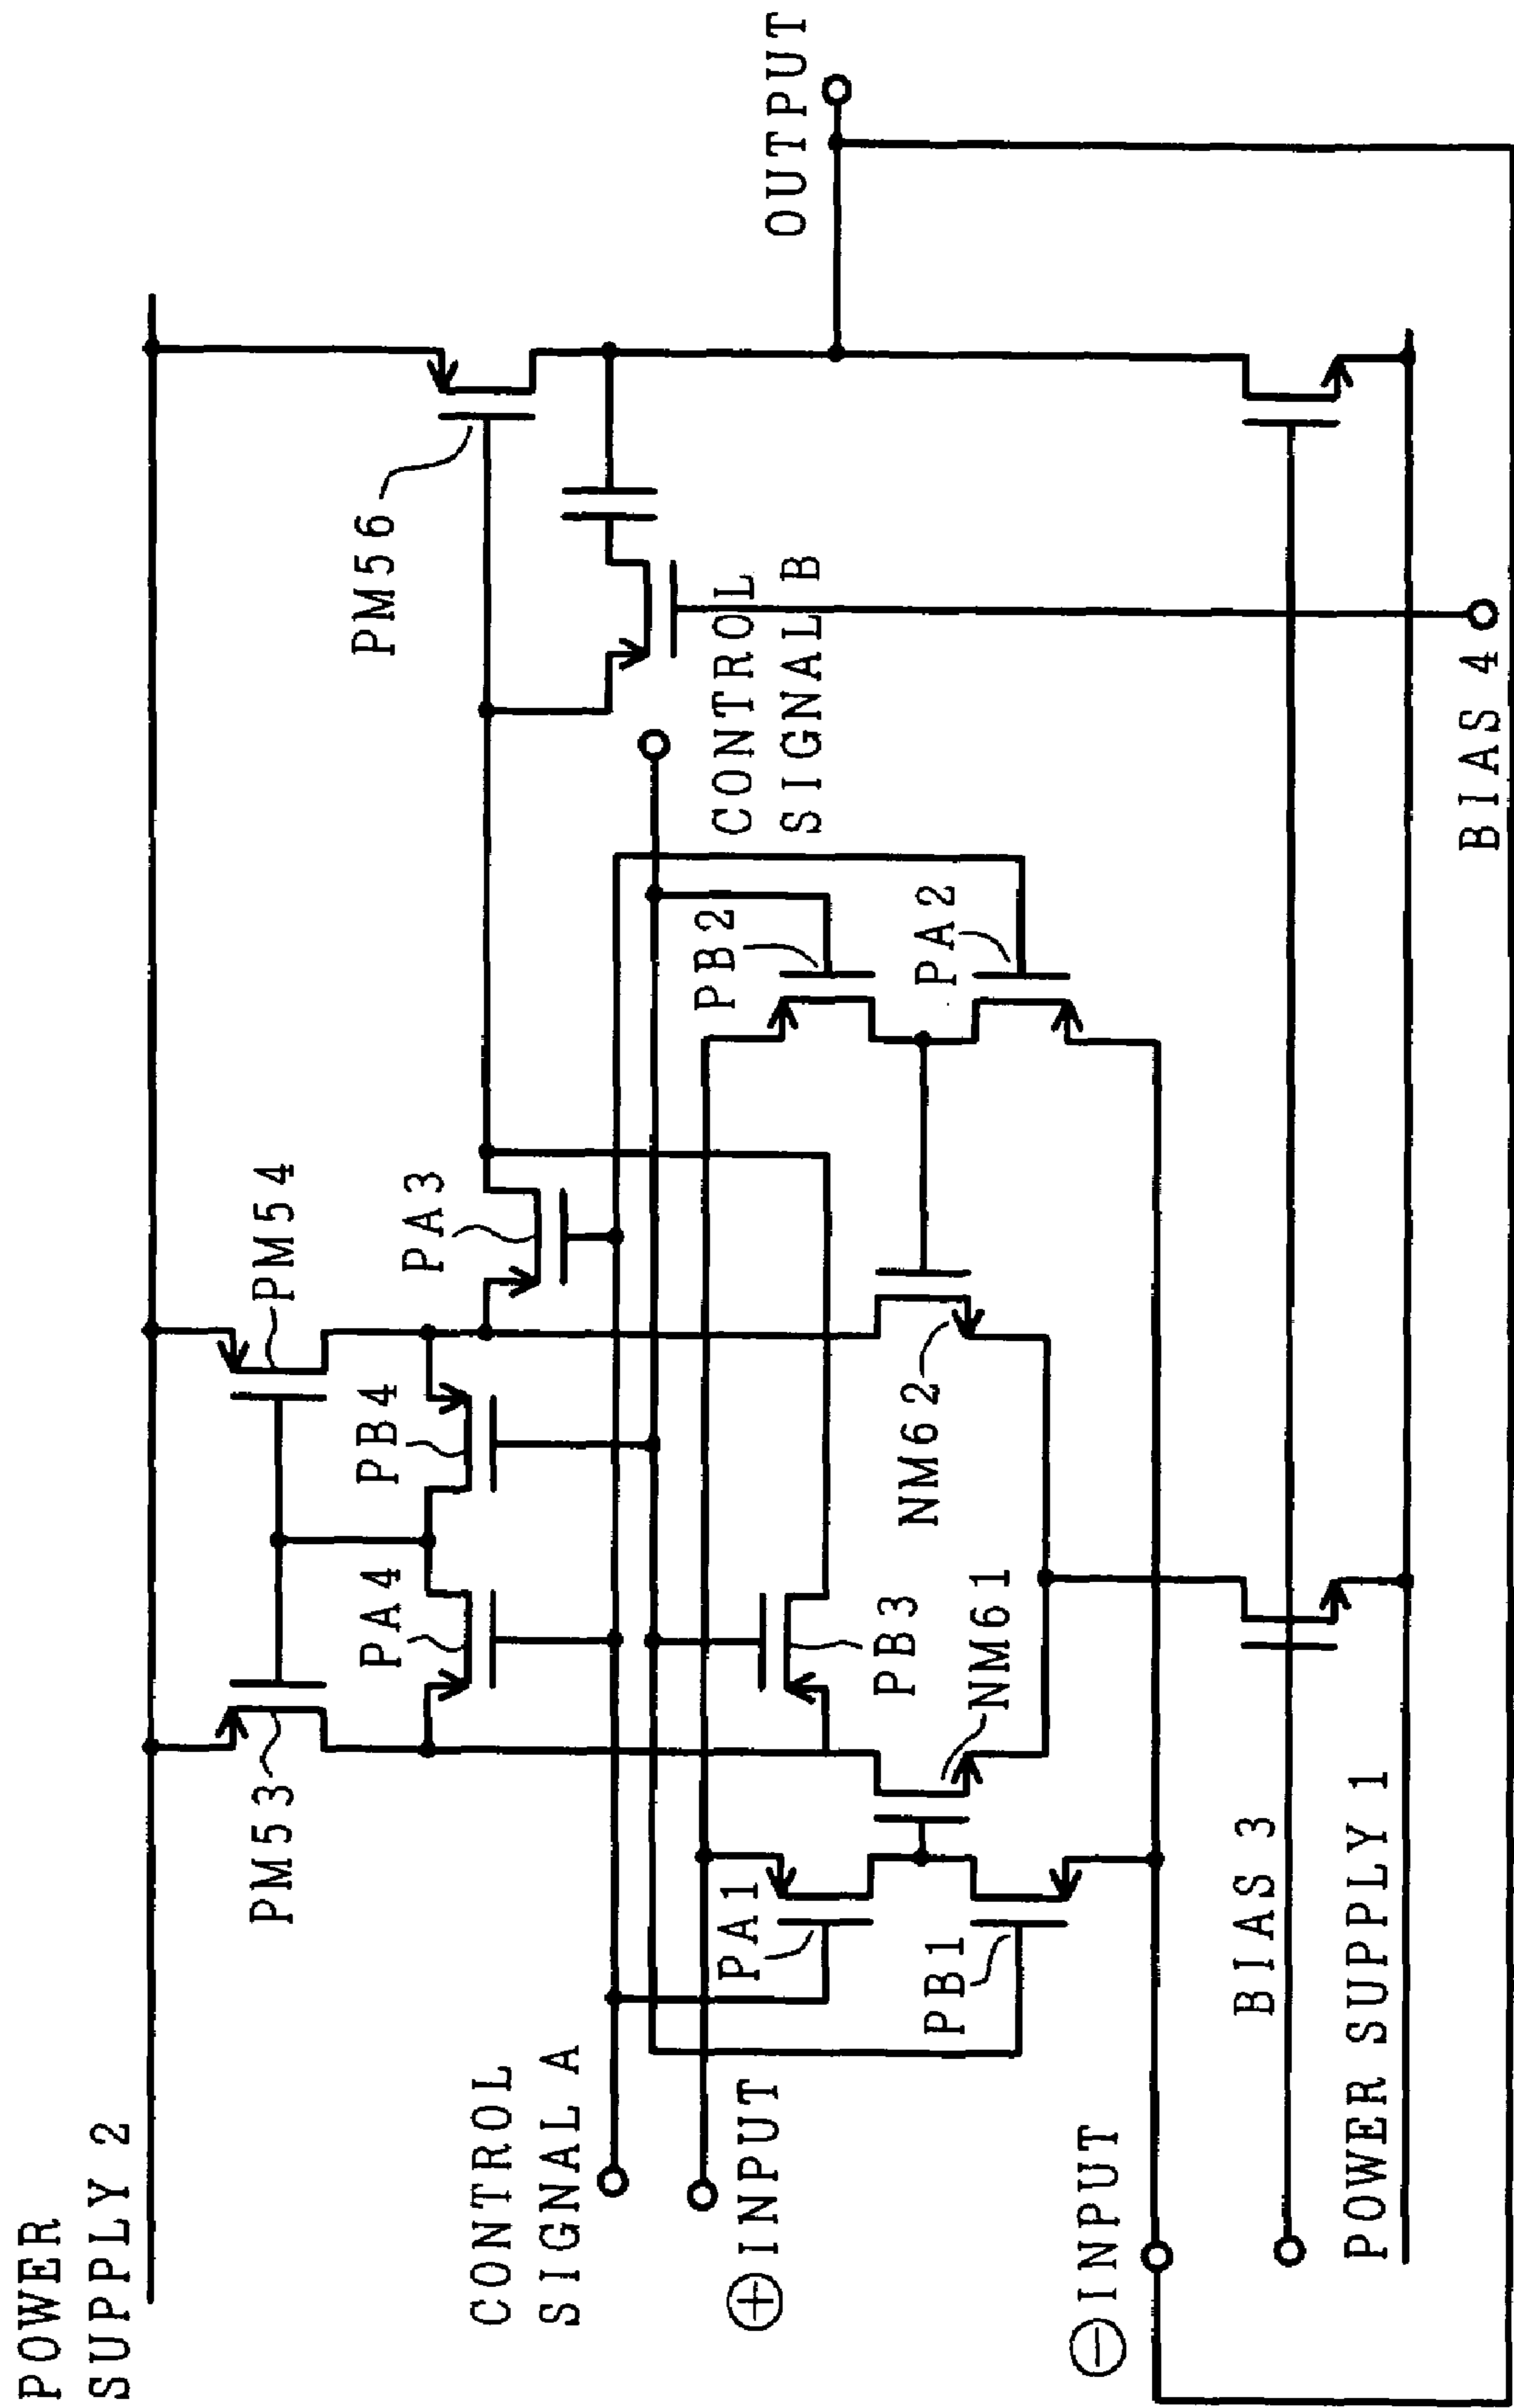 POWER
SUPPLY 2
CONTROL
SIGNAL A
⊕INPUT
⊖INPUT
BIAS 3
POWER SUPPLY 1
PM53
PM54
PA4
PB4
PA3
PA1
PB1
PB3
NM61
NM62
PB2
PA2
CONTROL
SIGNAL B
PM56
BIAS 4
OUTPUT